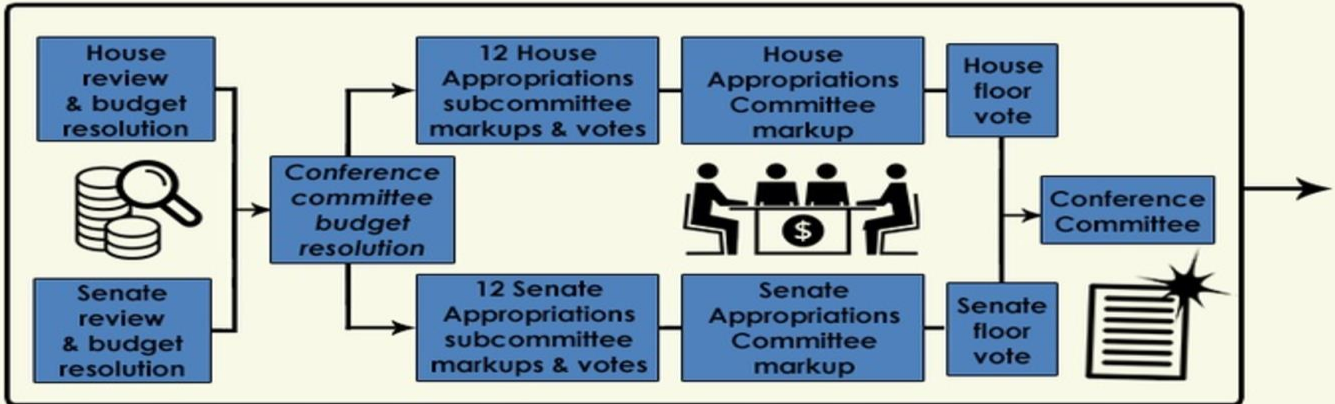 House
review
& budget
resolution
Senate
review
& budget
resolution
Conference
committee
budget
resolution
12 House
Appropriations
subcommittee
markups & votes
House
Appropriations
Committee
markup
House
floor
vote
12 Senate
Appropriations
subcommittee
markups & votes
Senate
Appropriations
Committee
markup
Senate
floor
vote
$
Conference
Committee